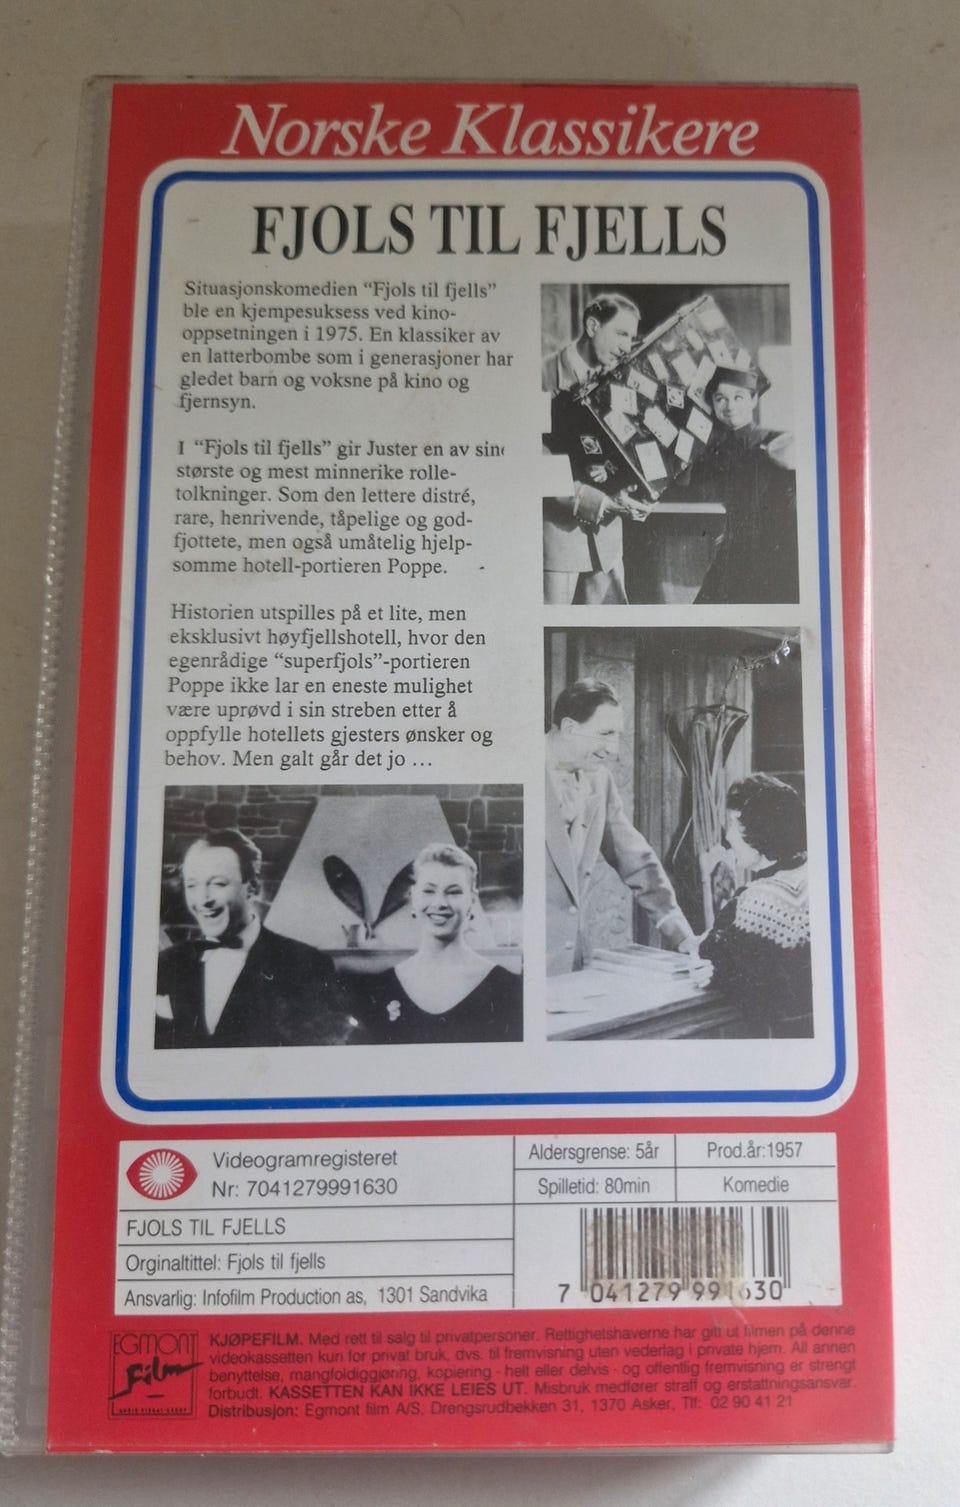 Norske Klassikere
FJOLS TIL FJELLS
Situasjonskomedien “Fjols til fjells”
ble en kjempesuksess ved kino-
oppsetningen i 1975. En klassiker av
en latterbombe som i generasjoner har
gledet barn og voksne på kino og
fjernsyn.
I “Fjols til fjells” gir Juster en av sine
største og mest minnerike rolle-
tolkninger. Som den lettere distré,
rare, henrivende, tåpelige og god-
fjottete, men også umåtelig hjelp-
somme hotell-portieren Poppe.
Historien utspilles på et lite, men
eksklusivt høyfjellshotell, hvor den
egenrådige “superfjols”-portieren
Poppe ikke lar en eneste mulighet
være uprøvd i sin streben etter å
oppfylle hotellets gjesters ønsker og
behov. Men galt går det jo ...
Videogramregisteret
Nr: 7041279991630
FJOLS TIL FJELLS
Orginaltittel: Fjols til fjells
Ansvarlig: Infofilm Production as, 1301 Sandvika
Aldersgrense: 5år
Prod.år:1957
Spilletid: 80min
Komedie
7 041279 991630
EGMONT
Film
KJØPEFILM. Med rett til salg til privatpersoner. Rettighetshaverne har gitt ut filmen på denne
videokassetten kun for privat bruk, dvs. til fremvisning uten vederlag i private hjem. All annen
benyttelse, mangfoldiggjøring, kopiering - helt eller delvis - og offentlig fremvisning er strengt
forbudt. KASSETTEN KAN IKKE LEIES UT. Misbruk medfører straff og erstatningsansvar.
Distribusjon: Egmont film A/S, Drengsrudbekken 31, 1370 Asker, Tlf: 02 90 41 21